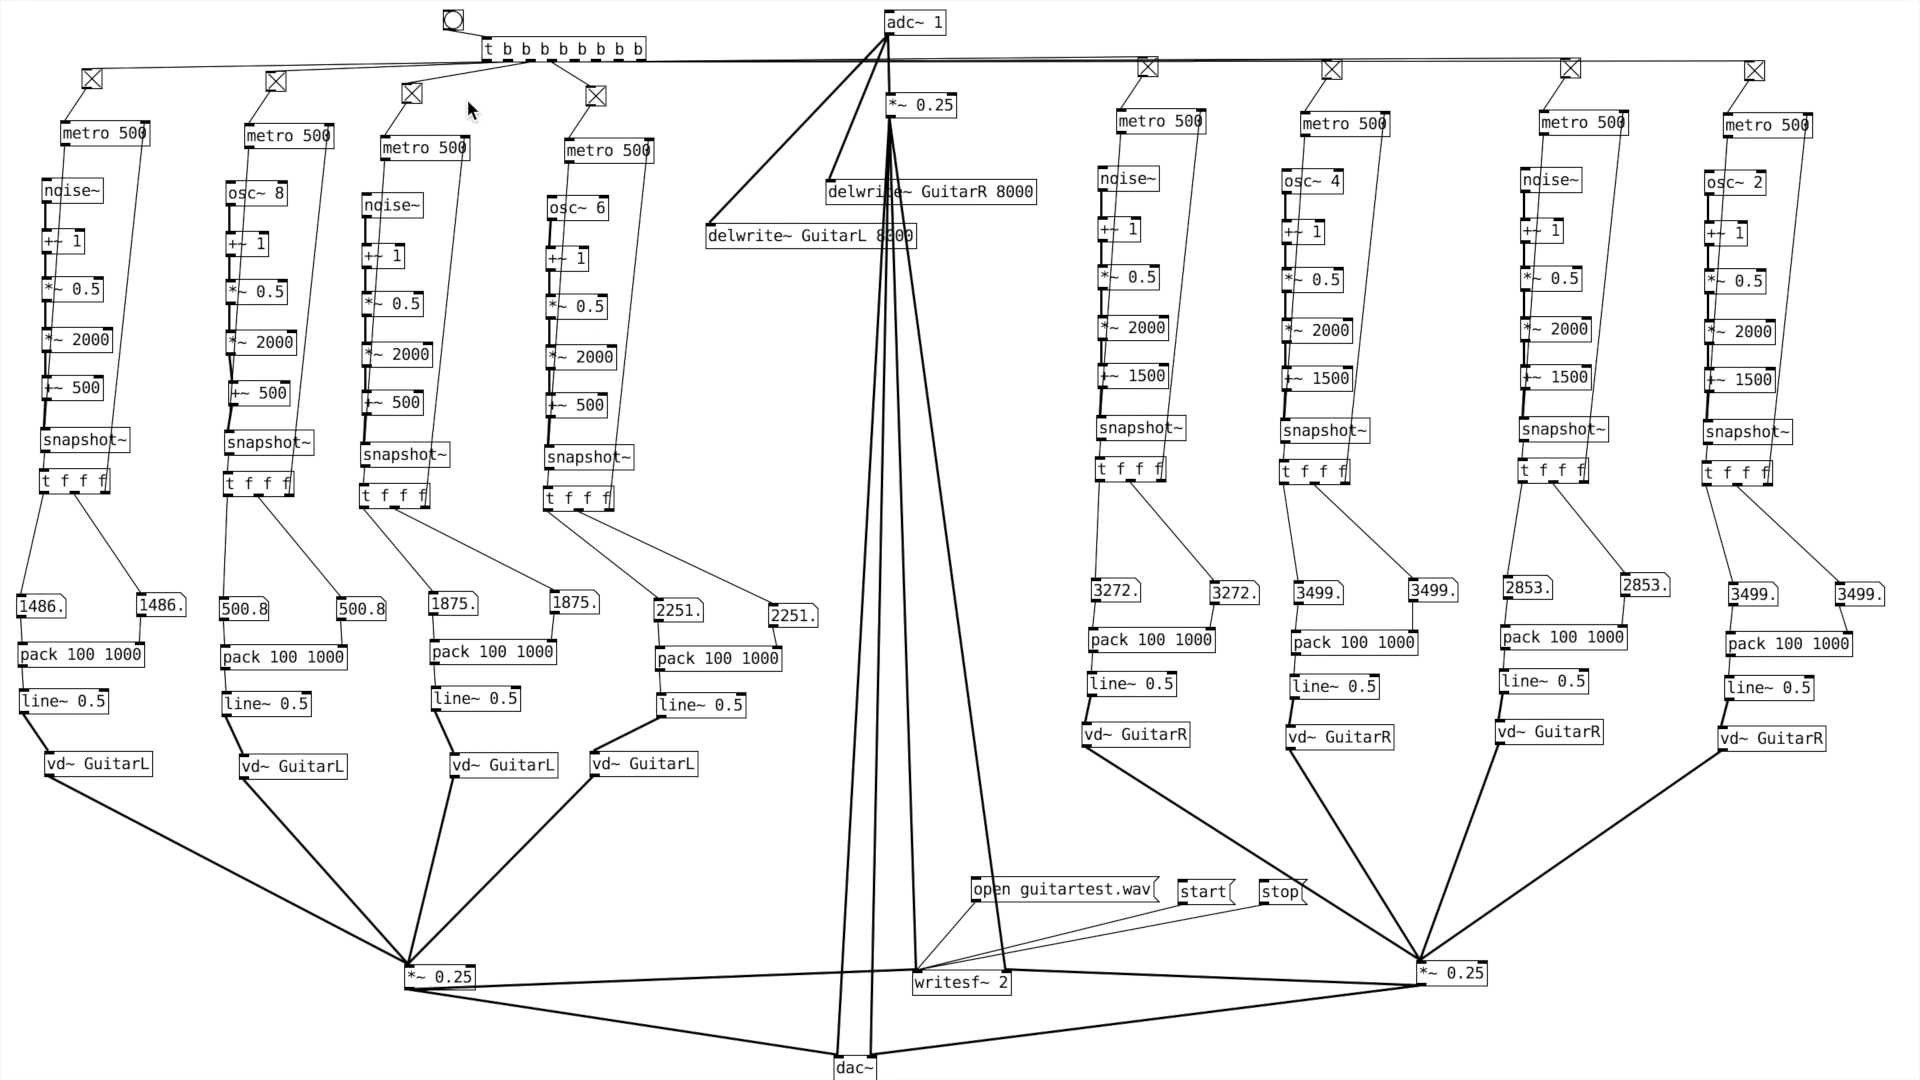 adc~ 1
t b b b b b b b b
*~ 0.25
metro 500
metro 500
metro 500
metro 500
metro 500
metro 500
metro 500
metro 500
noise~
osc~ 8
noise~
osc~ 6
delwrite~ GuitarR 8000
delwrite~ GuitarL 8000
noise~
osc~ 4
noise~
osc~ 2
+~ 1
+~ 1
+~ 1
+~ 1
+~ 1
+~ 1
+~ 1
+~ 1
*~ 0.5
*~ 0.5
*~ 0.5
*~ 0.5
*~ 0.5
*~ 0.5
*~ 0.5
*~ 0.5
*~ 2000
*~ 2000
*~ 2000
*~ 2000
*~ 2000
*~ 2000
*~ 2000
*~ 2000
+~ 500
+~ 500
+~ 500
+~ 500
+~ 1500
+~ 1500
+~ 1500
+~ 1500
snapshot~
snapshot~
snapshot~
snapshot~
snapshot~
snapshot~
snapshot~
snapshot~
t f f f
t f f f
t f f f
t f f f
t f f f
t f f f
t f f f
t f f f
1486.
1486.
500.8
500.8
1875.
1875.
2251.
2251.
3272.
3272.
3499.
3499.
2853.
2853.
3499.
3499.
pack 100 1000
pack 100 1000
pack 100 1000
pack 100 1000
pack 100 1000
pack 100 1000
pack 100 1000
pack 100 1000
line~ 0.5
line~ 0.5
line~ 0.5
line~ 0.5
line~ 0.5
line~ 0.5
line~ 0.5
line~ 0.5
vd~ GuitarL
vd~ GuitarL
vd~ GuitarL
vd~ GuitarL
vd~ GuitarR
vd~ GuitarR
vd~ GuitarR
vd~ GuitarR
open guitartest.wav
start
stop
*~ 0.25
writesf~ 2
*~ 0.25
dac~